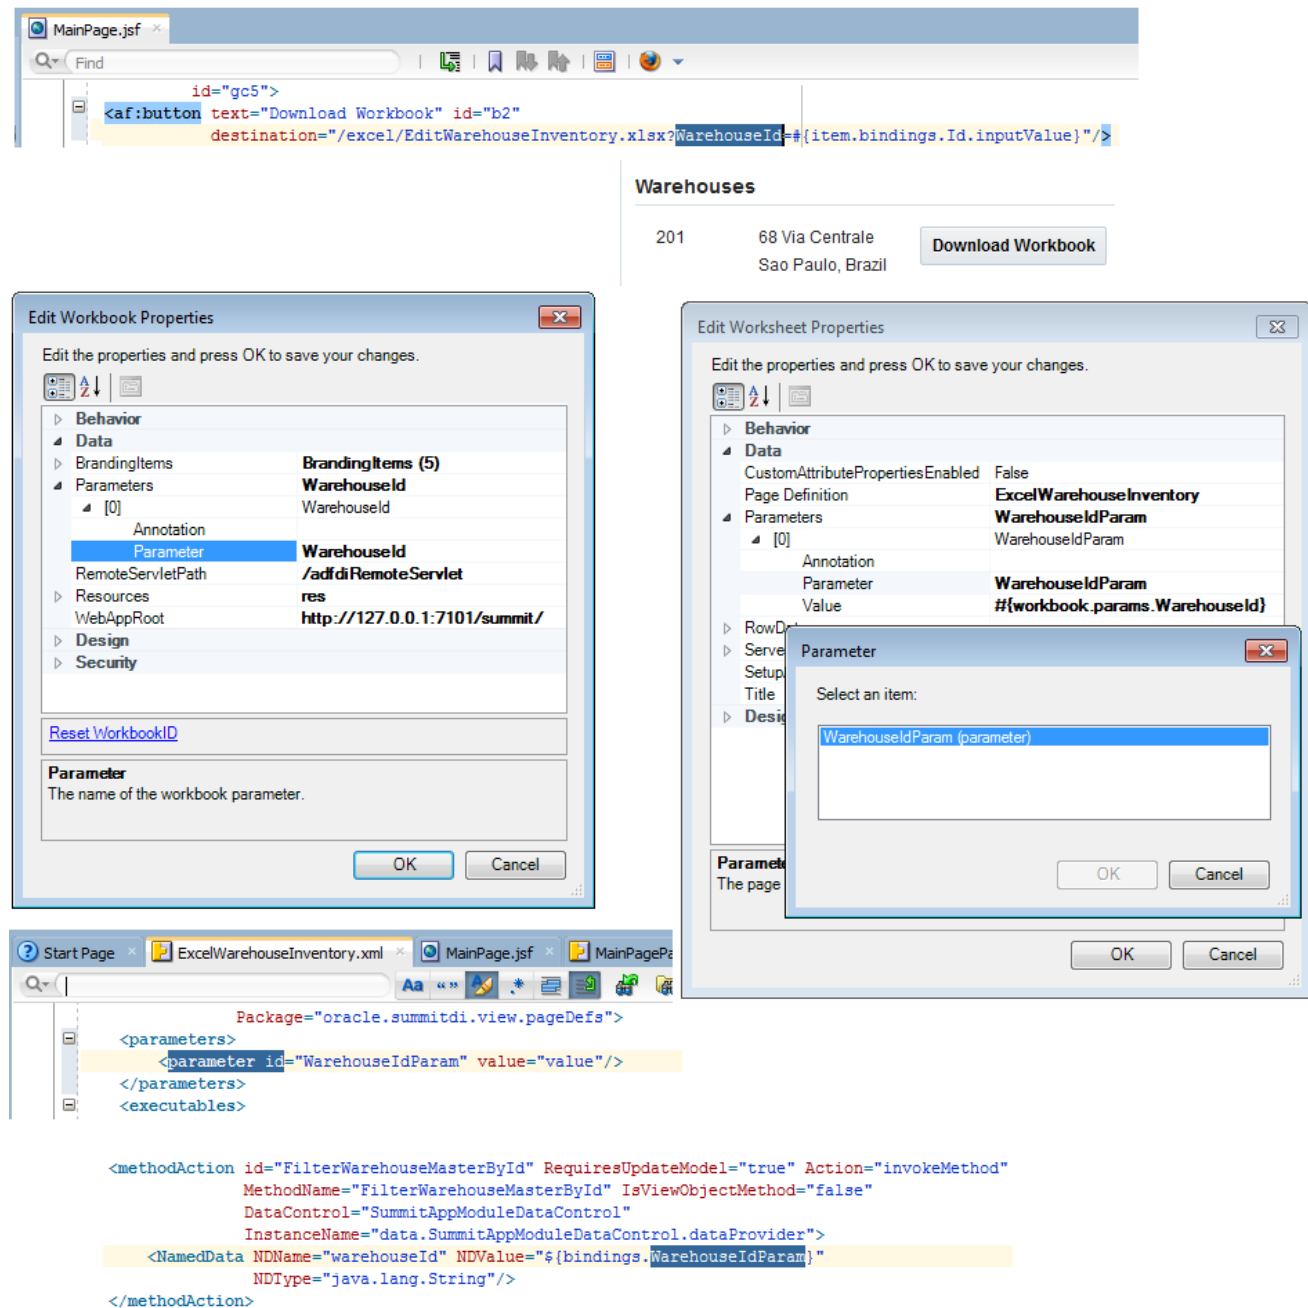 MainPage.jsf
Find
id="gc5">
<af:button text="Download Workbook" id="b2"
destination="/excel/EditWarehouseInventory.xlsx?WarehouseId=#{item.bindings.Id.inputValue}"/>
Warehouses
201 68 Via Centrale
Sao Paulo, Brazil
Download Workbook
Edit Workbook Properties
Edit the properties and press OK to save your changes.
Behavior
Data
BrandingItems BrandingItems (5)
Parameters WarehouseId
[0] WarehouseId
Annotation
Parameter WarehouseId
RemoteServletPath /adfdiRemoteServlet
Resources res
WebAppRoot http://127.0.0.1:7101/summit/
Design
Security
Reset WorkbookID
Parameter
The name of the workbook parameter.
OK Cancel
Edit Worksheet Properties
Edit the properties and press OK to save your changes.
Behavior
Data
CustomAttributePropertiesEnabled False
Page Definition ExcelWarehouseInventory
Parameters WarehouseIdParam
[0] WarehouseIdParam
Annotation
Parameter WarehouseIdParam
Value #{workbook.params.WarehouseId}
RowDa
Serve
Setup
Title
Desig
Paramet
The page
OK Cancel
Parameter
Select an item:
WarehouseIdParam (parameter)
OK Cancel
Start Page ExcelWarehouseInventory.xml MainPage.jsf MainPagePa
Aa
Package="oracle.summitdi.view.pageDefs">
<parameters>
<parameter id="WarehouseIdParam" value="value"/>
</parameters>
<executables>
<methodAction id="FilterWarehouseMasterById" RequiresUpdateModel="true" Action="invokeMethod"
MethodName="FilterWarehouseMasterById" IsViewObjectMethod="false"
DataControl="SummitAppModuleDataControl"
InstanceName="data.SummitAppModuleDataControl.dataProvider">
<NamedData NDName="warehouseId" NDValue="${bindings.WarehouseIdParam}"
NDType="java.lang.String"/>
</methodAction>